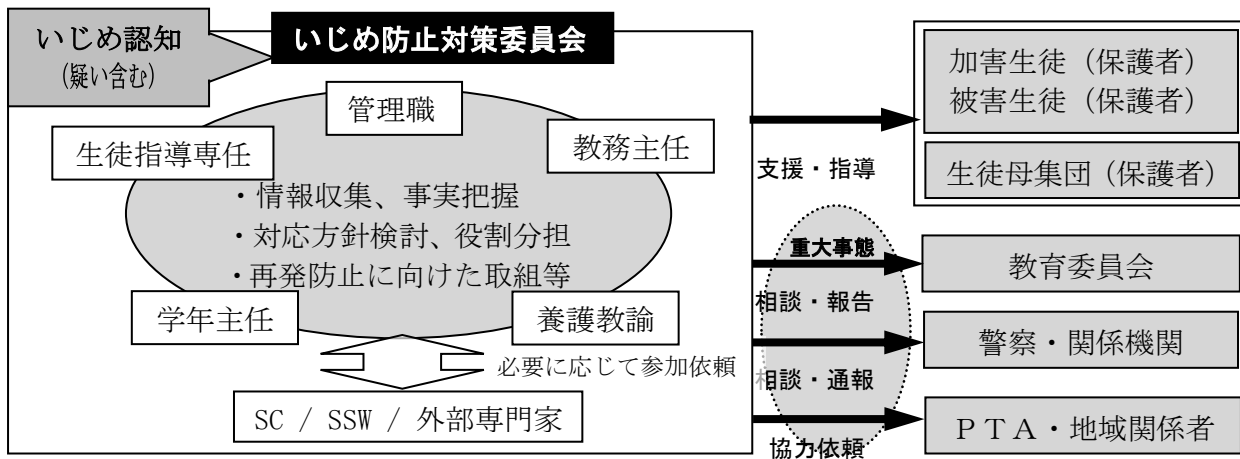 いじめ認知
(疑い含む)
いじめ防止対策委員会
管理職
生徒指導専任
教務主任
・情報収集、事実把握
・対応方針検討、役割分担
・再発防止に向けた取組等
学年主任
養護教諭
必要に応じて参加依頼
SC / SSW / 外部専門家
支援・指導
加害生徒（保護者）
被害生徒（保護者）
生徒母集団（保護者）
重大事態
相談・報告
教育委員会
相談・通報
警察・関係機関
協力依頼
ＰＴＡ・地域関係者